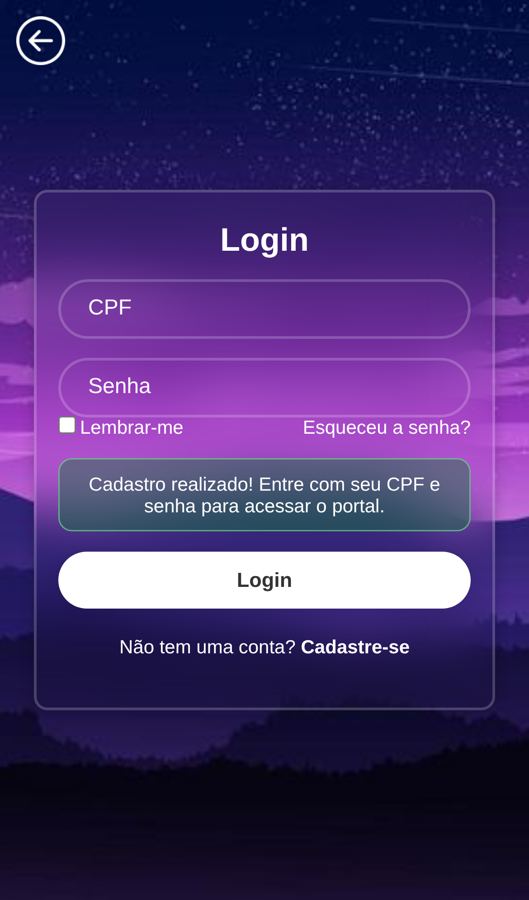 Login
CPF
Senha
Lembrar-me
Esqueceu a senha?
Cadastro realizado! Entre com seu CPF e
senha para acessar o portal.
Login
Não tem uma conta? Cadastre-se